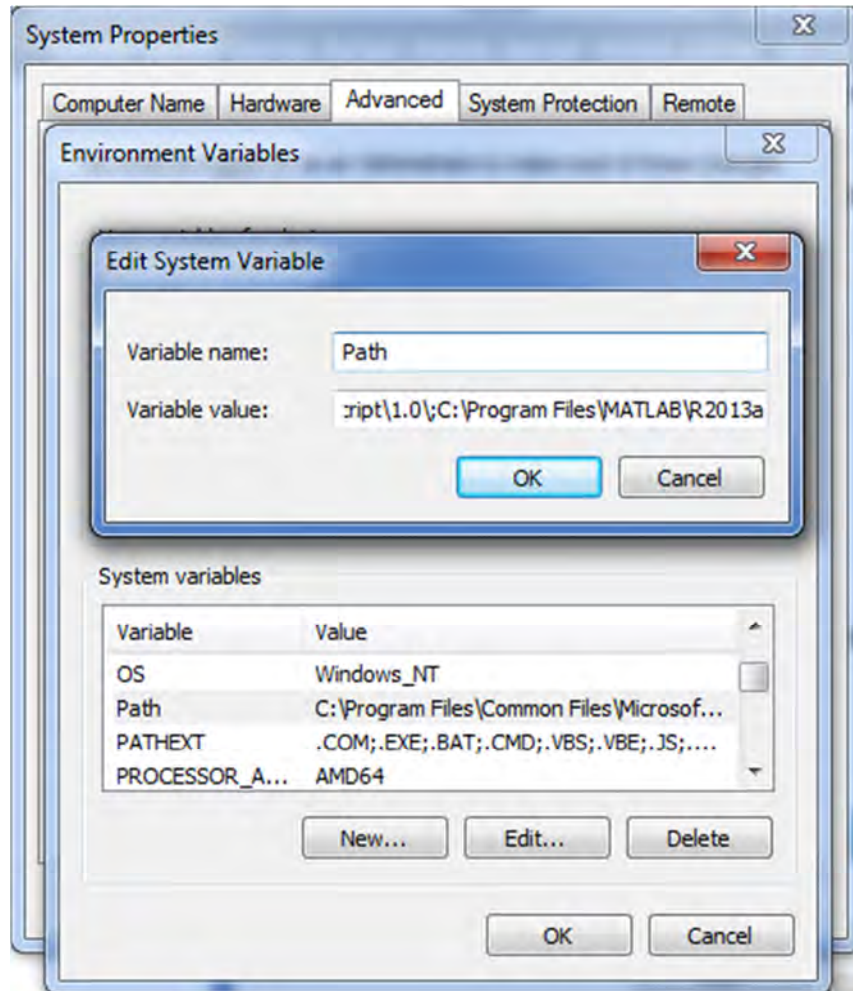 System Properties
Computer Name Hardware Advanced System Protection Remote
Environment Variables
Edit System Variable
Variable name: Path
Variable value: :ript\1.0\;C:\Program Files\MATLAB\R2013a
OK Cancel
System variables
Variable Value
OS Windows_NT
Path C:\Program Files\Common Files\Microsof...
PATHEXT .COM;.EXE;.BAT;.CMD;.VBS;.VBE;.JS;....
PROCESSOR_A... AMD64
New... Edit... Delete
OK Cancel